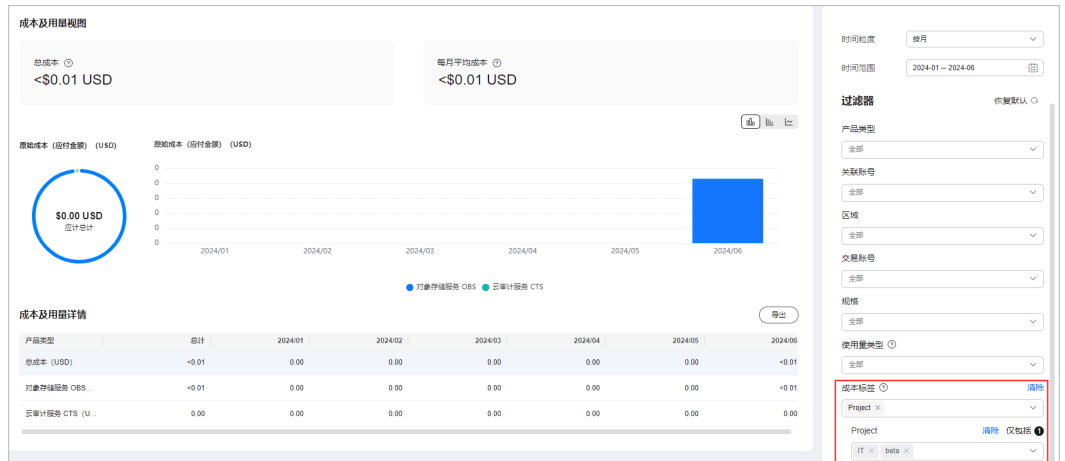 成本及用量视图
总成本
<$0.01 USD
每月平均成本
<$0.01 USD
原始成本（应付金额）（USD）
$0.00 USD
应计总计
原始成本（应付金额）（USD）
0
0
0
0
0
0
2024/01 2024/02 2024/03 2024/04 2024/05 2024/06
对象存储服务 OBS 云审计服务 CTS
成本及用量详情
导出
产品类型 总计 2024/01 2024/02 2024/03 2024/04 2024/05 2024/06
总成本（USD） <0.01 0.00 0.00 0.00 0.00 0.00 <0.01
对象存储服务 OBS... <0.01 0.00 0.00 0.00 0.00 0.00 <0.01
云审计服务 CTS（U... 0.00 0.00 0.00 0.00 0.00 0.00 0.00
时间粒度 按月
时间范围 2024-01 — 2024-06
过滤器 恢复默认
产品类型
全部
关联账号
全部
区域
全部
交易账号
全部
规格
全部
使用量类型
全部
成本标签 清除
Project ×
Project 清除 仅包括 1
IT × beta ×